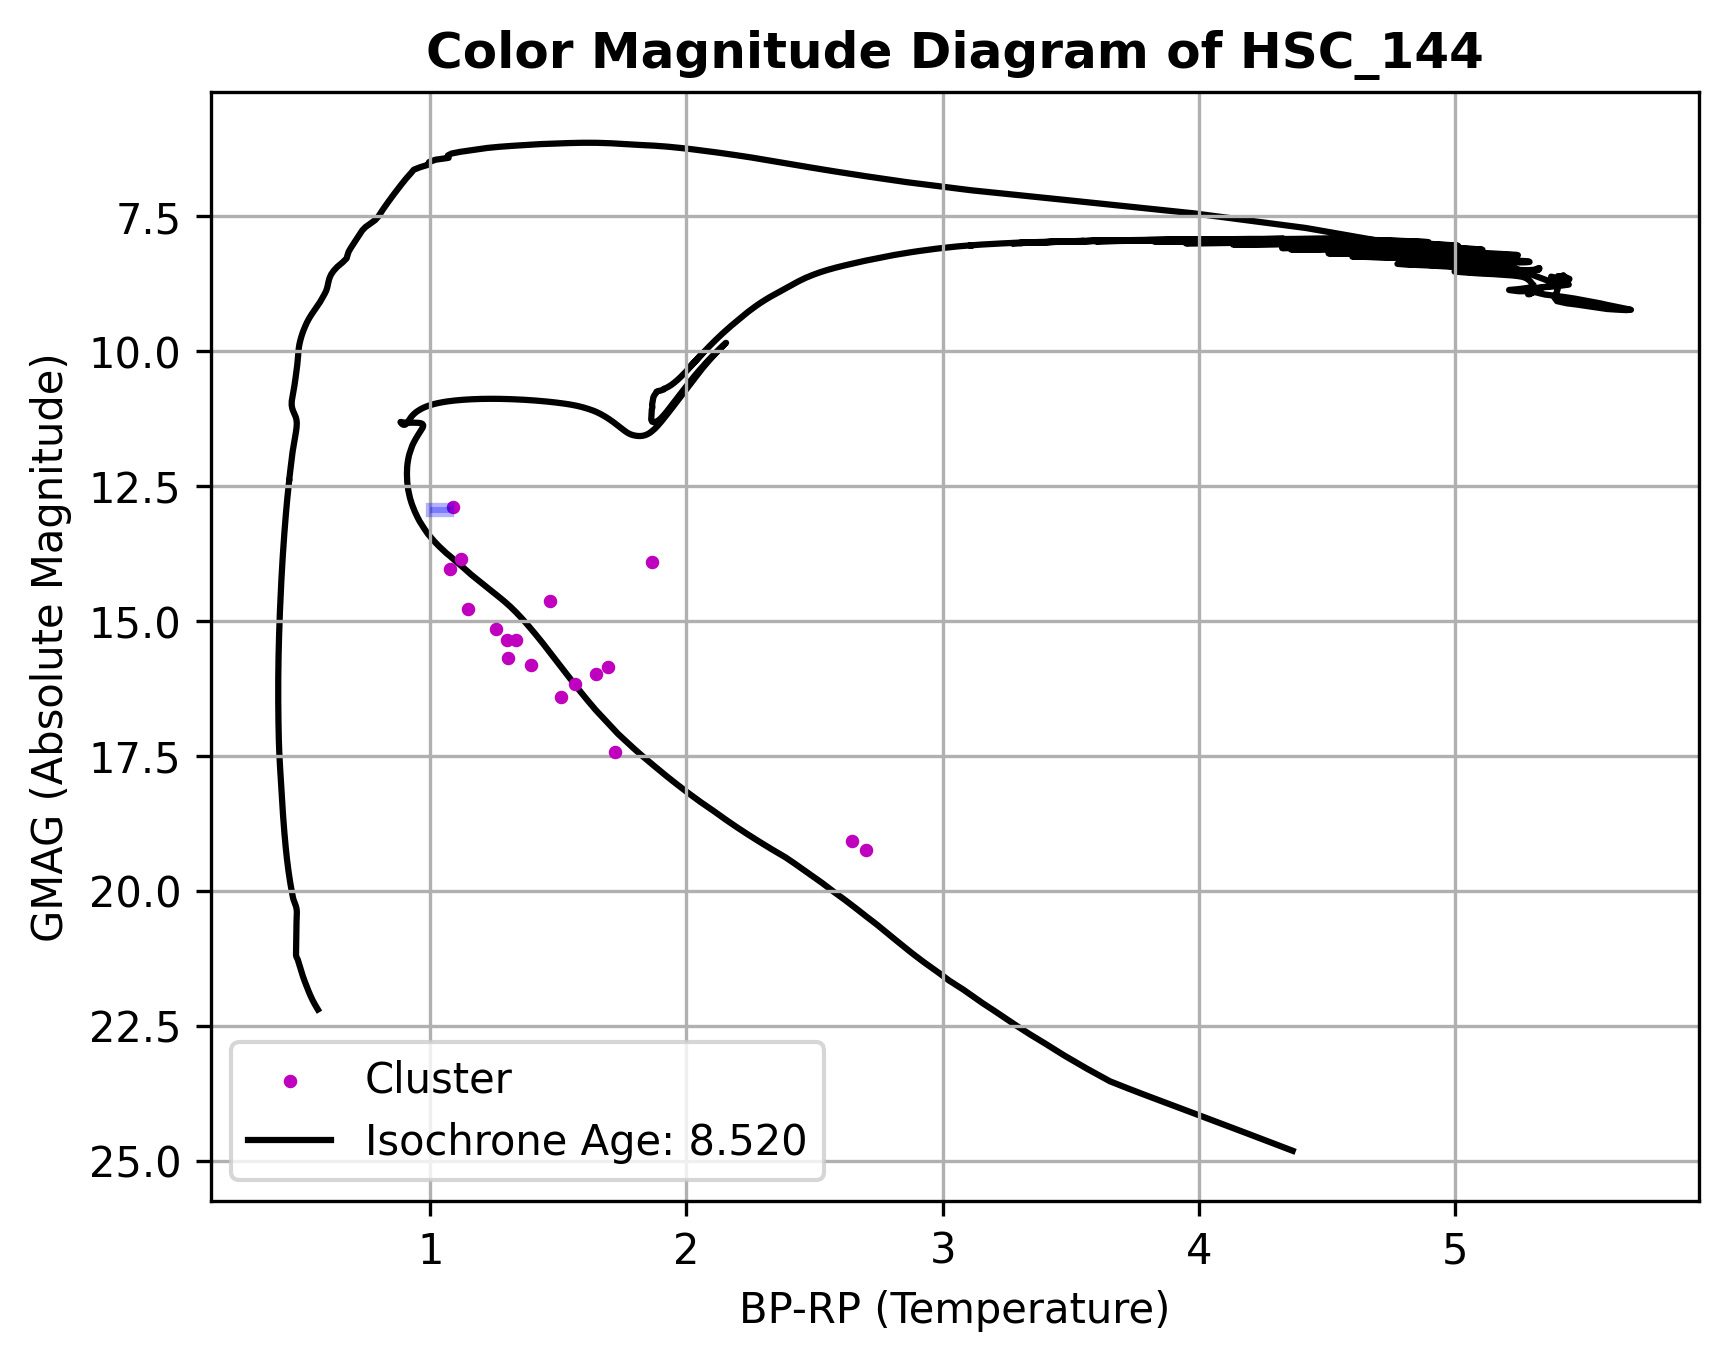 Color Magnitude Diagram of HSC_144
GMAG (Absolute Magnitude)
7.5
10.0
12.5
15.0
17.5
20.0
22.5
25.0
Cluster
Isochrone Age: 8.520
1 2 3 4 5
BP-RP (Temperature)